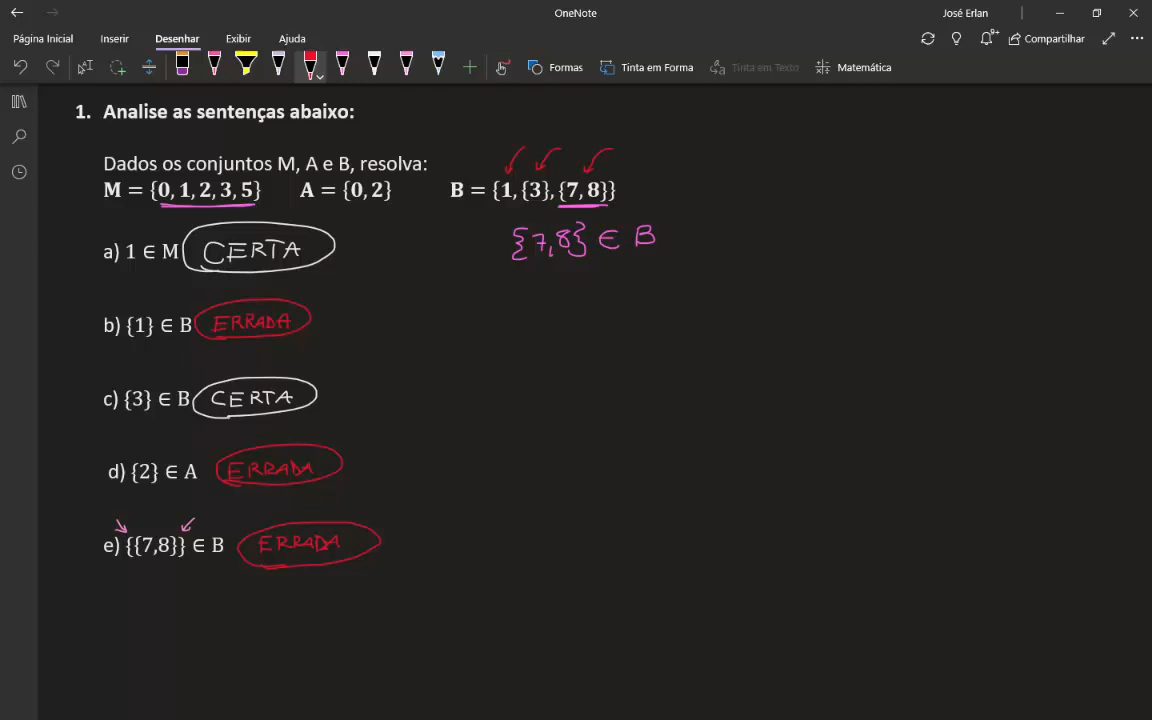 OneNote
José Erlan
Página Inicial Inserir Desenhar Exibir Ajuda
9+ Compartilhar
Formas Tinta em Forma Tinta em Texto Matemática
1. Analise as sentenças abaixo:
Dados os conjuntos M, A e B, resolva:
M = {0, 1, 2, 3, 5} A = {0, 2} B = {1, {3}, {7, 8}}
{7,8} ∈ B
a) 1 ∈ M CERTA
b) {1} ∈ B ERRADA
c) {3} ∈ B CERTA
d) {2} ∈ A ERRADA
e) {{7,8}} ∈ B ERRADA